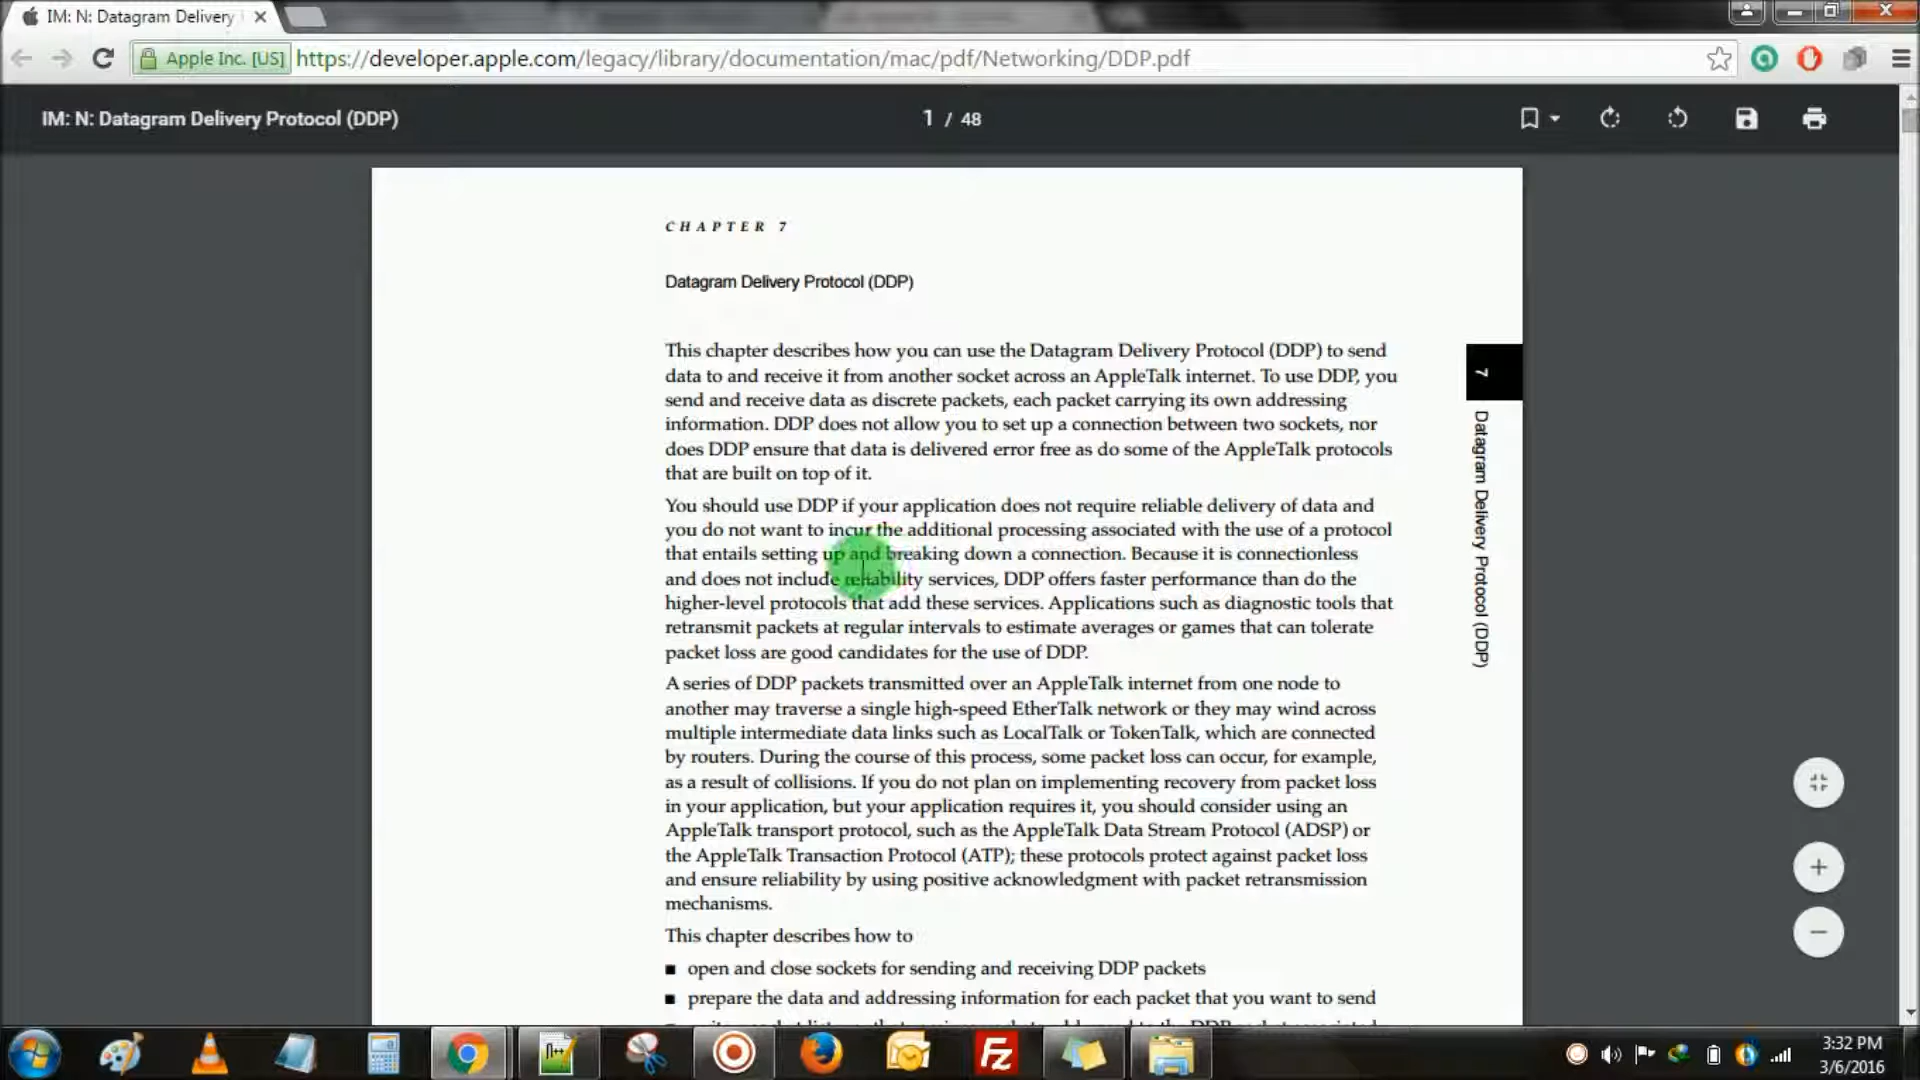 IM: N: Datagram Delivery
Apple Inc. [US]
https://developer.apple.com/legacy/library/documentation/mac/pdf/Networking/DDP.pdf
IM: N: Datagram Delivery Protocol (DDP)
1 / 48
CHAPTER 7
Datagram Delivery Protocol (DDP)
This chapter describes how you can use the Datagram Delivery Protocol (DDP) to send
data to and receive it from another socket across an AppleTalk internet. To use DDP, you
send and receive data as discrete packets, each packet carrying its own addressing
information. DDP does not allow you to set up a connection between two sockets, nor
does DDP ensure that data is delivered error free as do some of the AppleTalk protocols
that are built on top of it.
You should use DDP if your application does not require reliable delivery of data and
you do not want to incur the additional processing associated with the use of a protocol
that entails setting up and breaking down a connection. Because it is connectionless
and does not include reliability services, DDP offers faster performance than do the
higher-level protocols that add these services. Applications such as diagnostic tools that
retransmit packets at regular intervals to estimate averages or games that can tolerate
packet loss are good candidates for the use of DDP.
A series of DDP packets transmitted over an AppleTalk internet from one node to
another may traverse a single high-speed EtherTalk network or they may wind across
multiple intermediate data links such as LocalTalk or TokenTalk, which are connected
by routers. During the course of this process, some packet loss can occur, for example,
as a result of collisions. If you do not plan on implementing recovery from packet loss
in your application, but your application requires it, you should consider using an
AppleTalk transport protocol, such as the AppleTalk Data Stream Protocol (ADSP) or
the AppleTalk Transaction Protocol (ATP); these protocols protect against packet loss
and ensure reliability by using positive acknowledgment with packet retransmission
mechanisms.
This chapter describes how to
■ open and close sockets for sending and receiving DDP packets
■ prepare the data and addressing information for each packet that you want to send
7
Datagram Delivery Protocol (DDP)
3:32 PM
3/6/2016